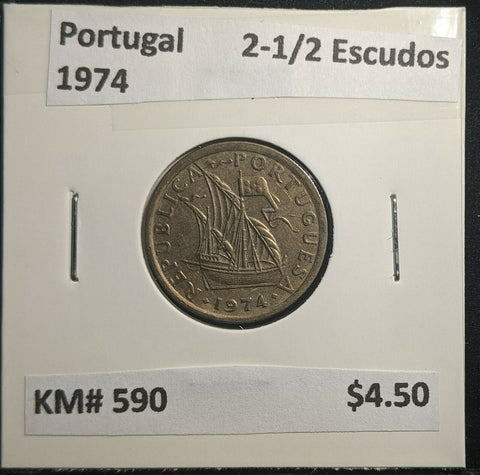 Portugal 2-1/2 Escudos
1974
REPUBLICA PORTUGUESA
1974
KM# 590 $4.50